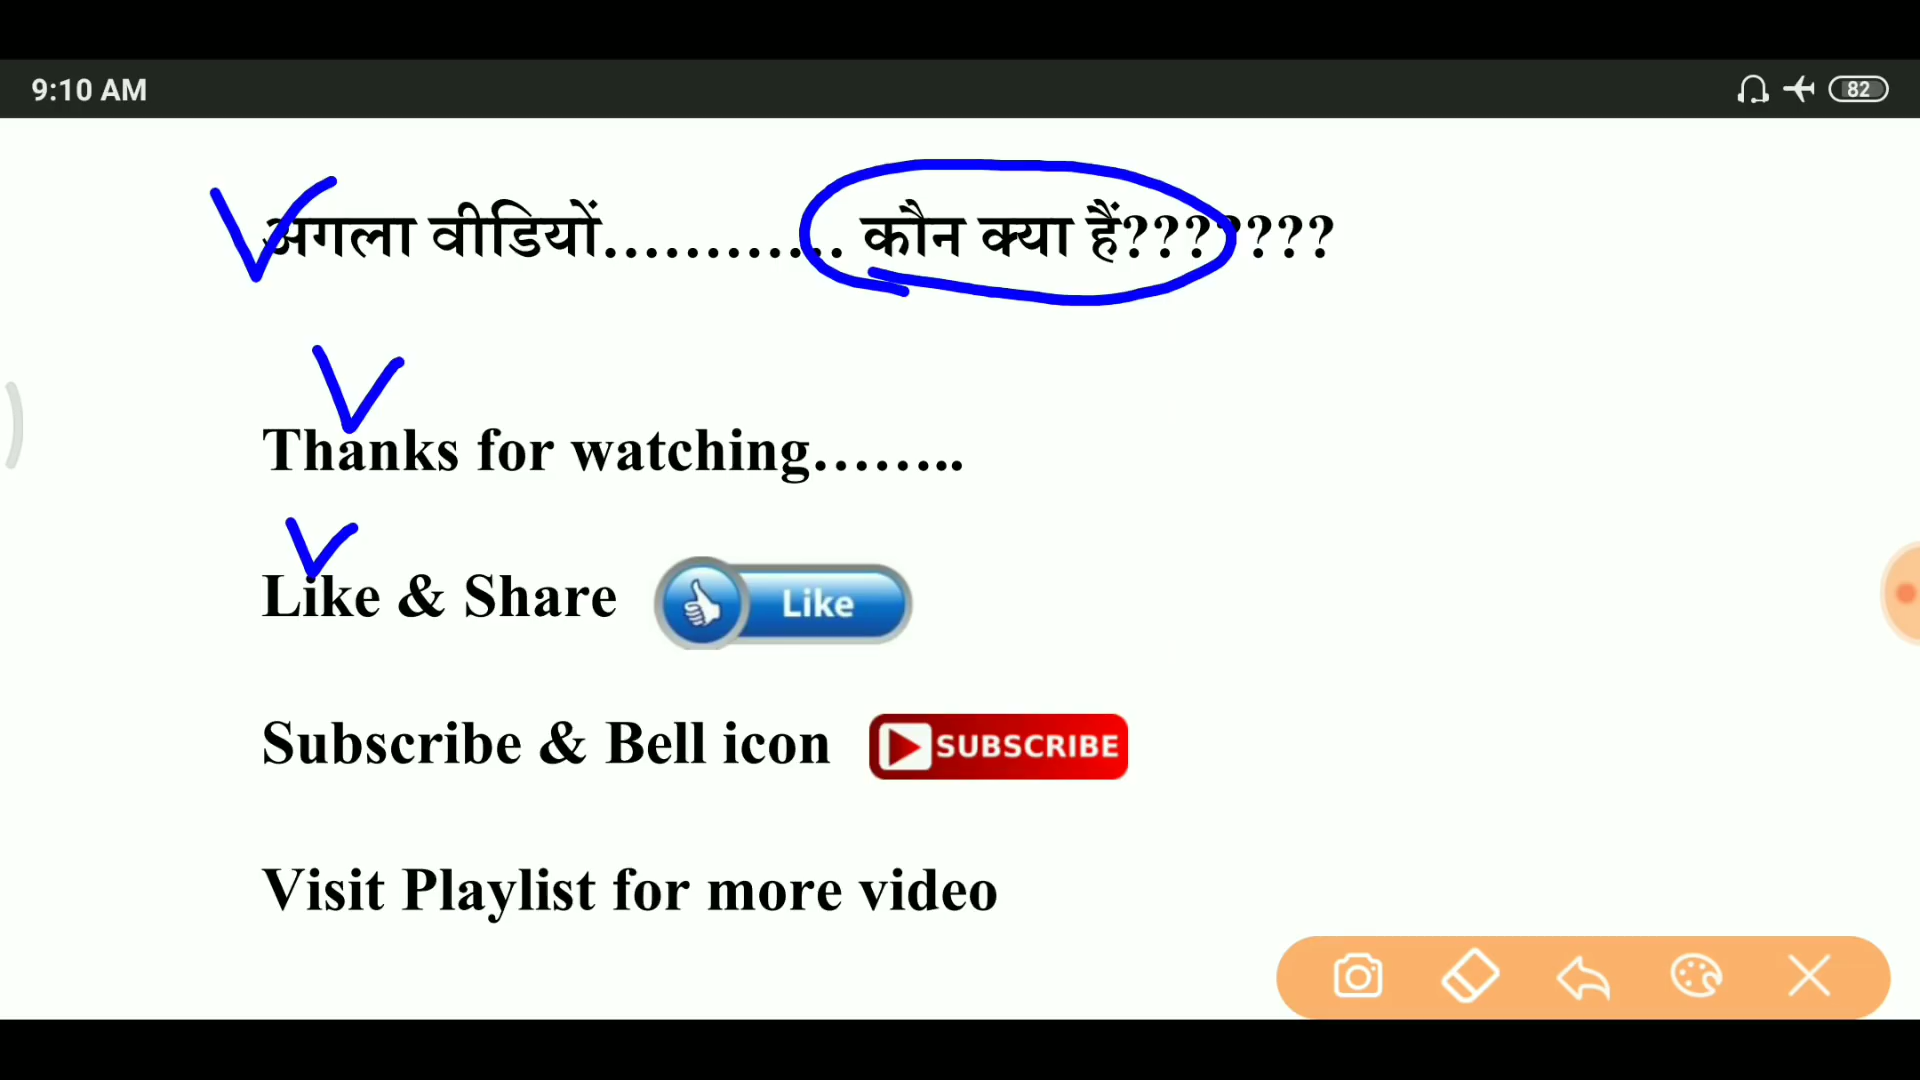 9:10 AM 82
अगला वीडियों............ कौन क्या हैं???????
Thanks for watching……..
Like & Share Like
Subscribe & Bell icon SUBSCRIBE
Visit Playlist for more video